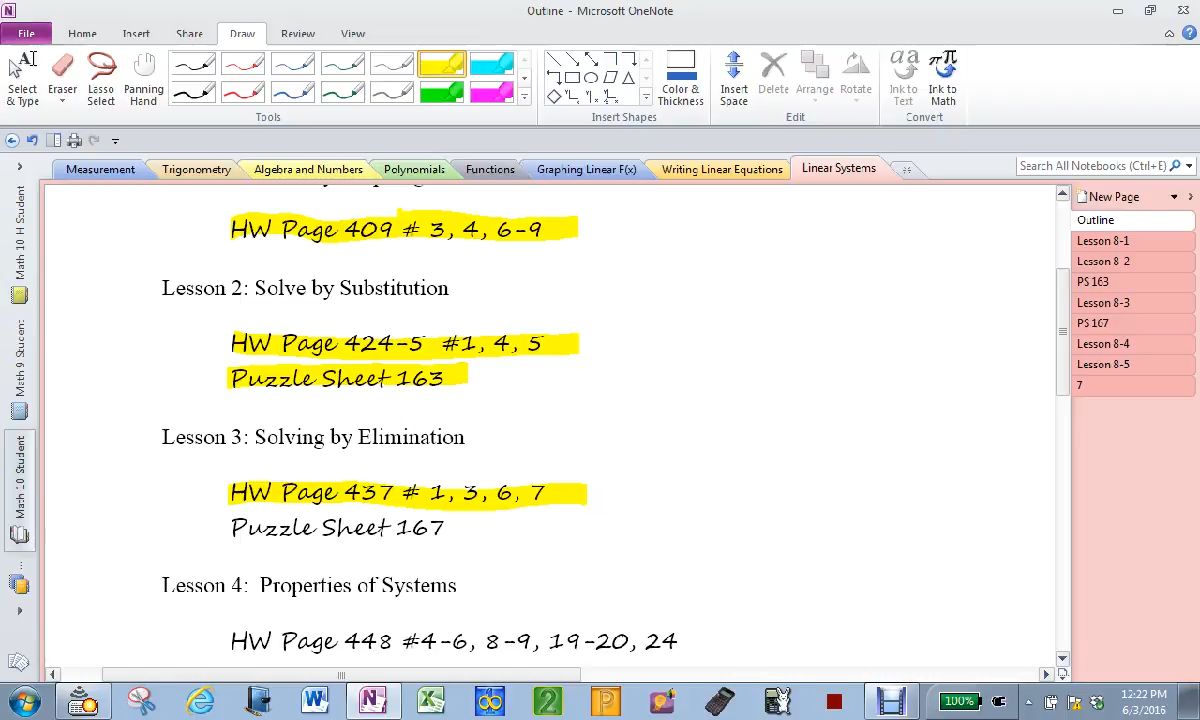 Outline - Microsoft OneNote
File Home Insert Share Draw Review View
Select & Type
Eraser
Lasso Select
Panning Hand
Color & Thickness
Insert Space
Delete Arrange Rotate
Ink to Text
Ink to Math
Tools Insert Shapes Edit Convert
Measurement Trigonometry Algebra and Numbers Polynomials Functions Graphing Linear F(x) Writing Linear Equations Linear Systems
Search All Notebooks (Ctrl+E)
HW Page 409 # 3, 4, 6-9
Lesson 2: Solve by Substitution
HW Page 424-5 #1, 4, 5
Puzzle Sheet 163
Lesson 3: Solving by Elimination
HW Page 437 # 1, 3, 6, 7
Puzzle Sheet 167
Lesson 4: Properties of Systems
HW Page 448 #4-6, 8-9, 19-20, 24
Math 10 H Student
Math 9 Student
Math 10 Student
New Page
Outline
Lesson 8-1
Lesson 8-2
PS 163
Lesson 8-3
PS 167
Lesson 8-4
Lesson 8-5
7
100%
12:22 PM
6/3/2016